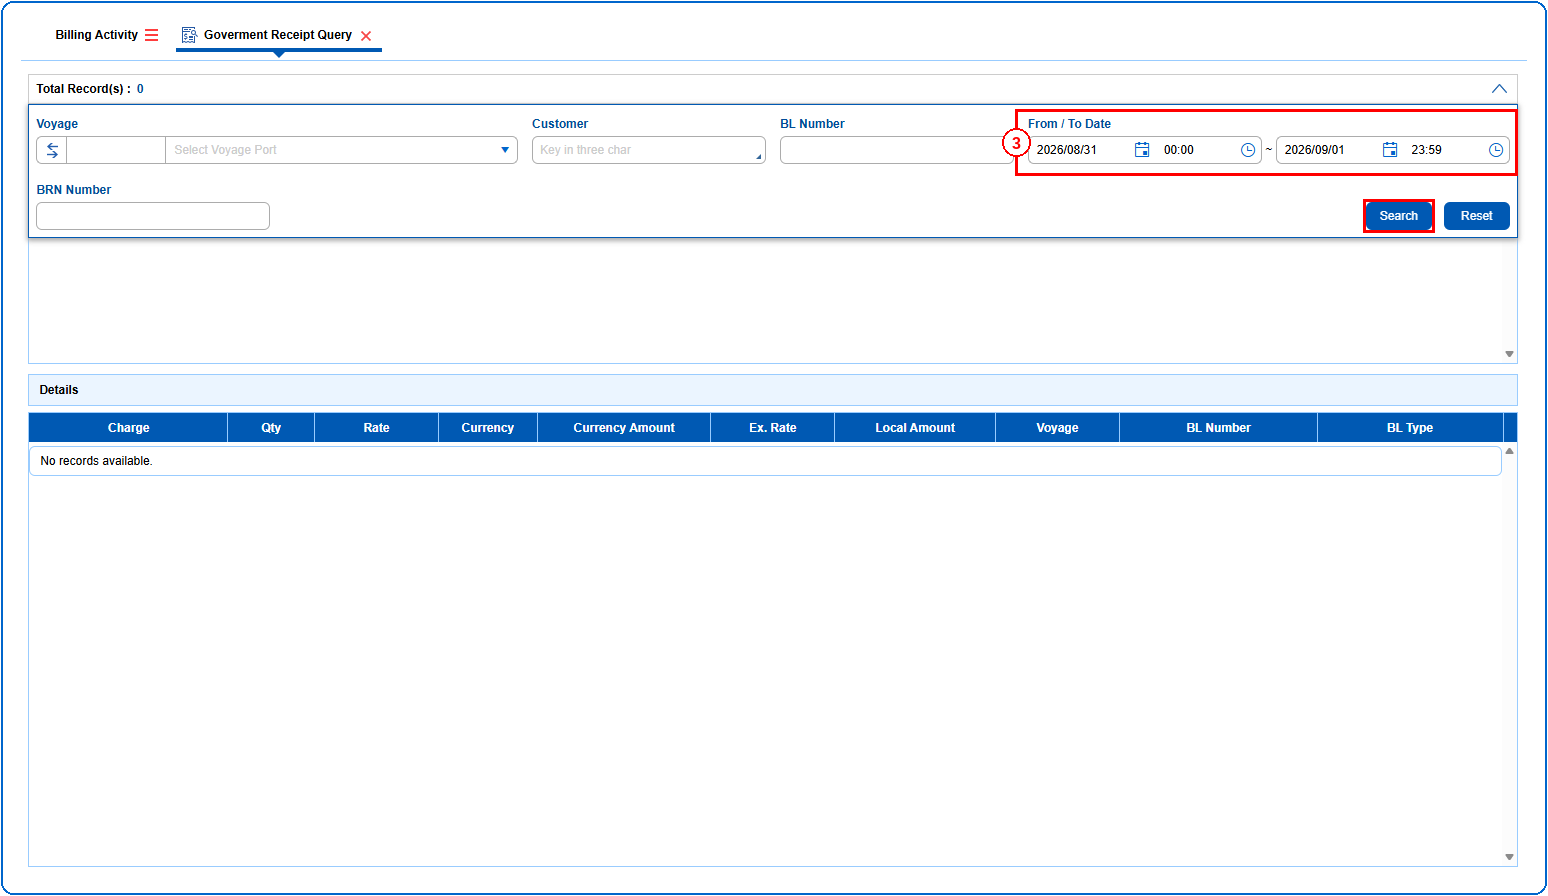 Billing Activity
Goverment Receipt Query
Total Record(s) : 0
Voyage
Customer
BL Number
From / To Date
Select Voyage Port
Key in three char
3
2026/08/31
00:00
~
2026/09/01
23:59
BRN Number
Search
Reset
Details
Charge
Qty
Rate
Currency
Currency Amount
Ex. Rate
Local Amount
Voyage
BL Number
BL Type
No records available.